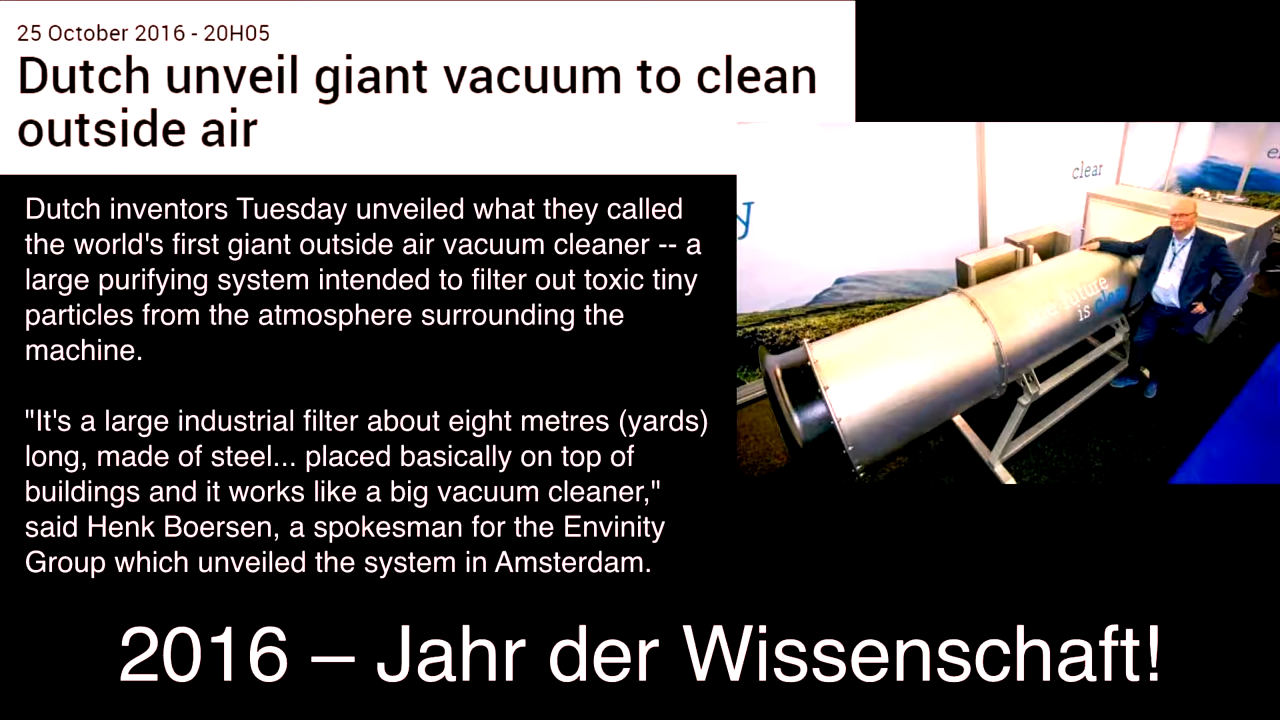 25 October 2016 - 20H05
Dutch unveil giant vacuum to clean
outside air
clear
y
is clear
Dutch inventors Tuesday unveiled what they called
the world's first giant outside air vacuum cleaner -- a
large purifying system intended to filter out toxic tiny
particles from the atmosphere surrounding the
machine.
"It's a large industrial filter about eight metres (yards)
long, made of steel... placed basically on top of
buildings and it works like a big vacuum cleaner,"
said Henk Boersen, a spokesman for the Envinity
Group which unveiled the system in Amsterdam.
2016 – Jahr der Wissenschaft!